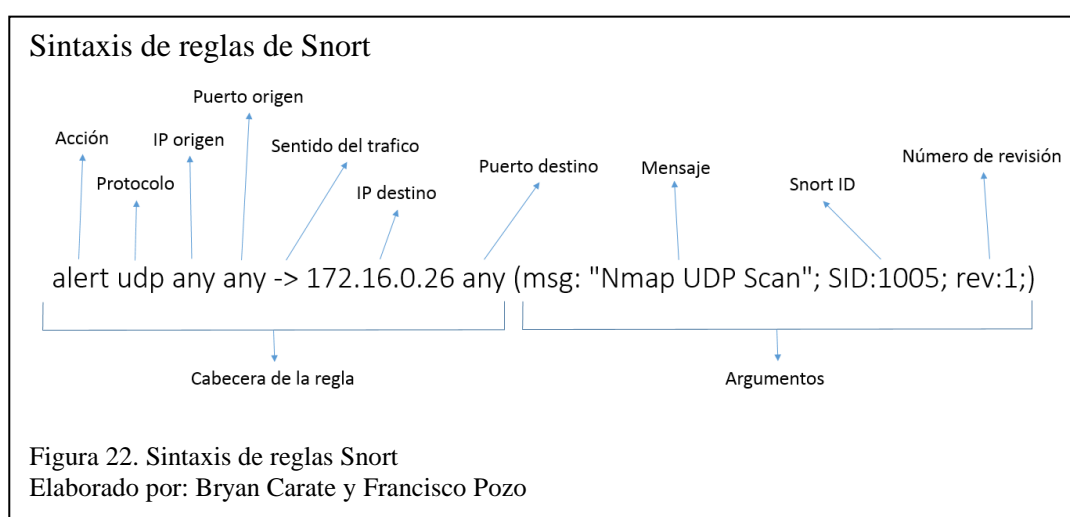 Sintaxis de reglas de Snort
Puerto origen
Acción
IP origen
Sentido del trafico
Puerto destino
Mensaje
Número de revisión
Protocolo
IP destino
Snort ID
alert udp any any -> 172.16.0.26 any (msg: "Nmap UDP Scan"; SID:1005; rev:1;)
Cabecera de la regla
Argumentos
Figura 22. Sintaxis de reglas Snort
Elaborado por: Bryan Carate y Francisco Pozo